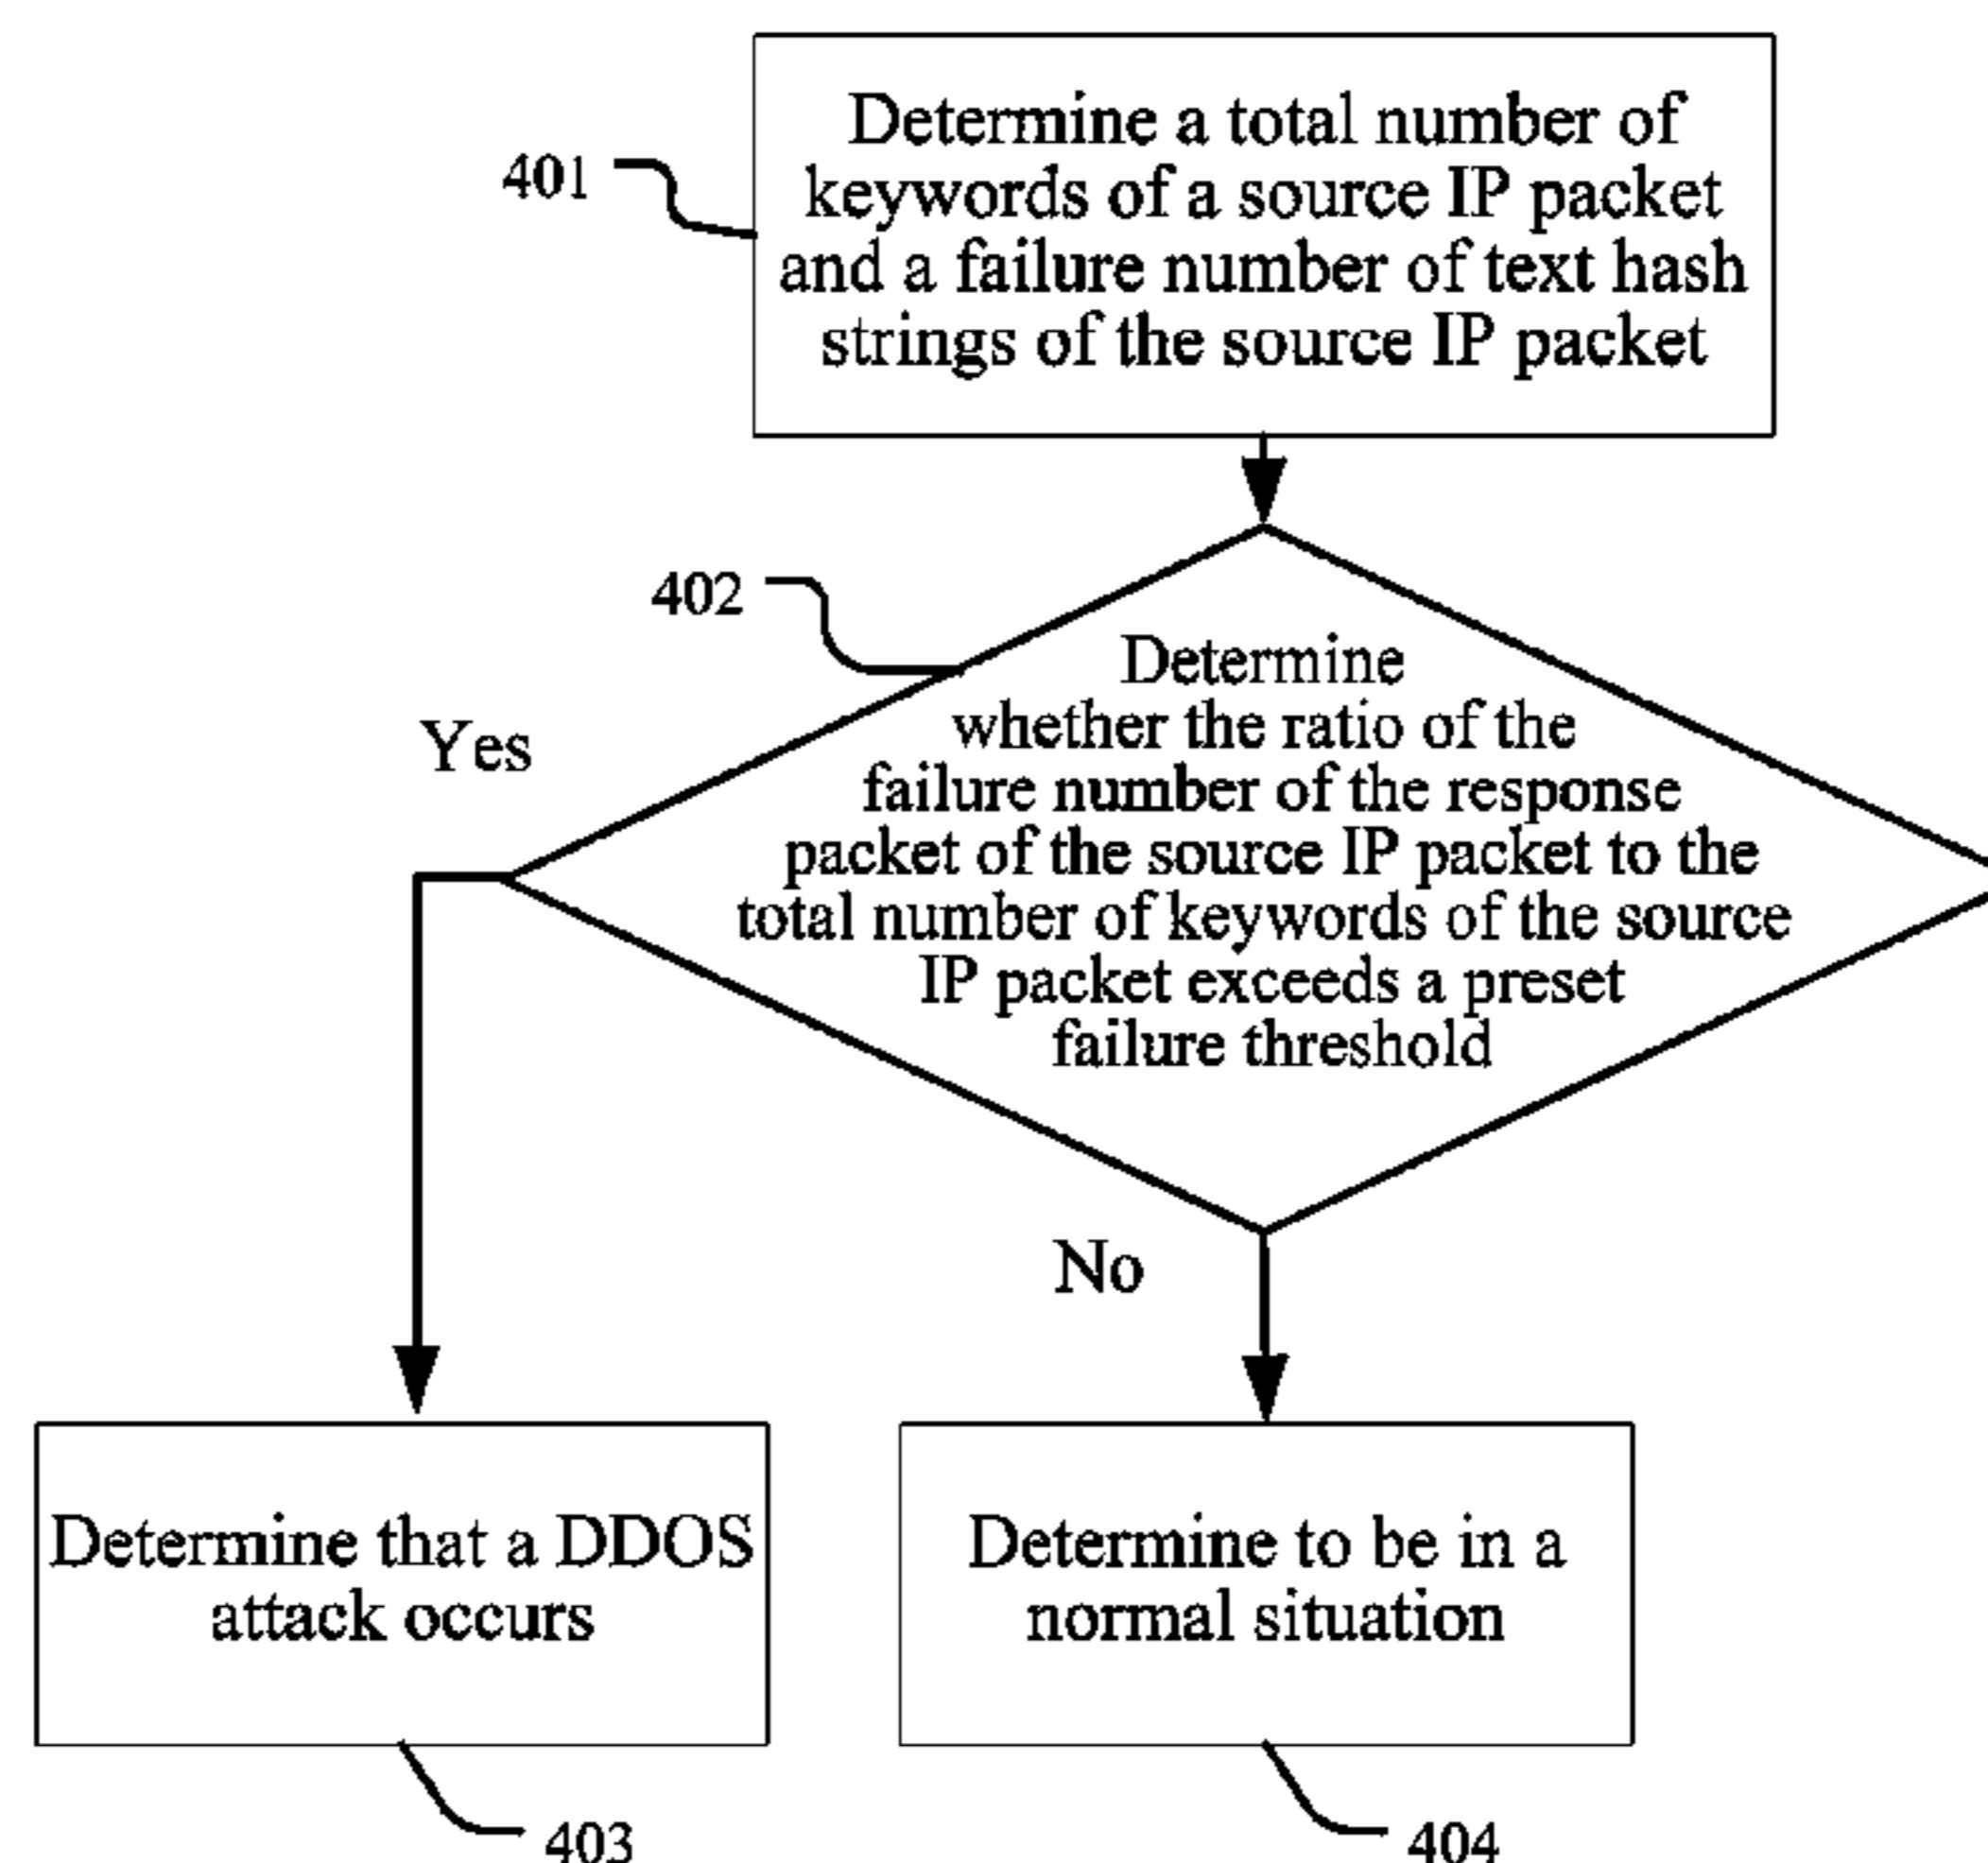 401
Determine a total number of
keywords of a source IP packet
and a failure number of text hash
strings of the source IP packet
402
Determine
whether the ratio of the
failure number of the response
packet of the source IP packet to the
total number of keywords of the source
IP packet exceeds a preset
failure threshold
Yes
No
Determine that a DDOS
attack occurs
Determine to be in a
normal situation
403
404